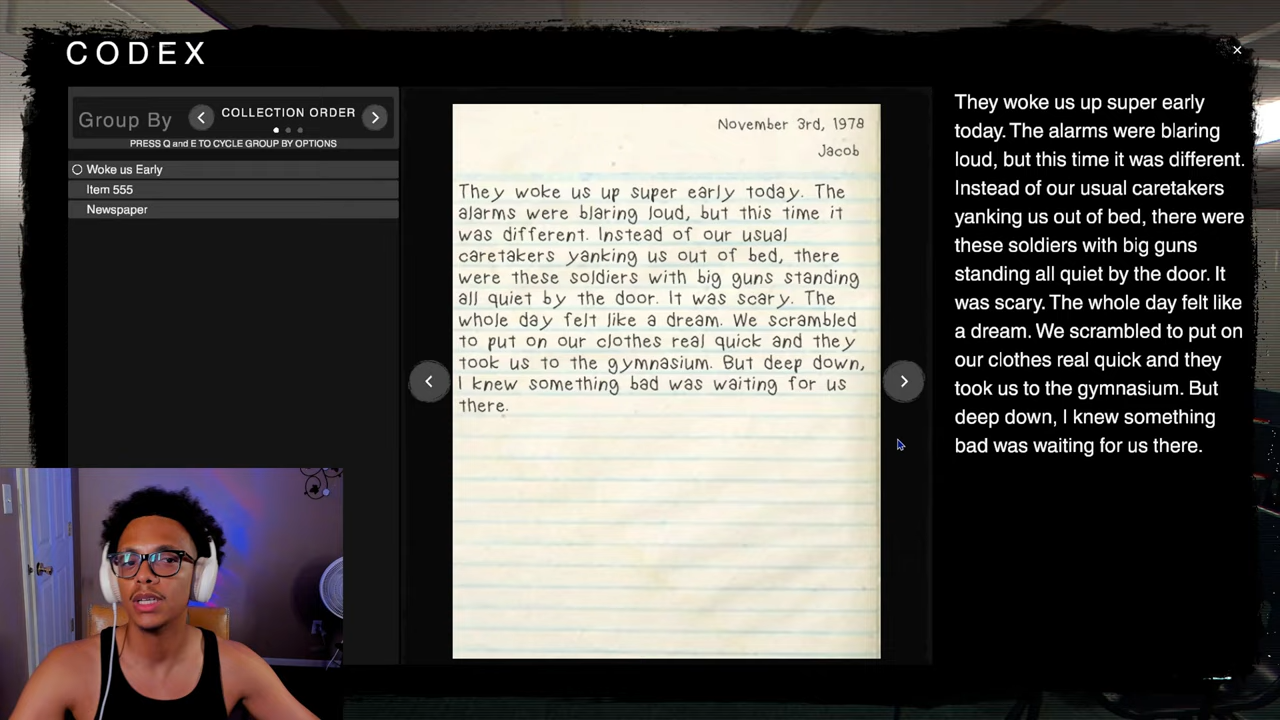 CODEX
Group By
COLLECTION ORDER
PRESS Q and E TO CYCLE GROUP BY OPTIONS
Woke us Early
Item 555
Newspaper
November 3rd, 1978
Jacob
They woke us up super early today. The
alarms were blaring loud, but this time it
was different. Instead of our usual
caretakers yanking us out of bed, there
were these soldiers with big guns standing
all quiet by the door. It was scary. The
whole day felt like a dream. We scrambled
to put on our clothes real quick and they
took us to the gymnasium. But deep down,
I knew something bad was waiting for us
there.
They woke us up super early
today. The alarms were blaring
loud, but this time it was different.
Instead of our usual caretakers
yanking us out of bed, there were
these soldiers with big guns
standing all quiet by the door. It
was scary. The whole day felt like
a dream. We scrambled to put on
our clothes real quick and they
took us to the gymnasium. But
deep down, I knew something
bad was waiting for us there.